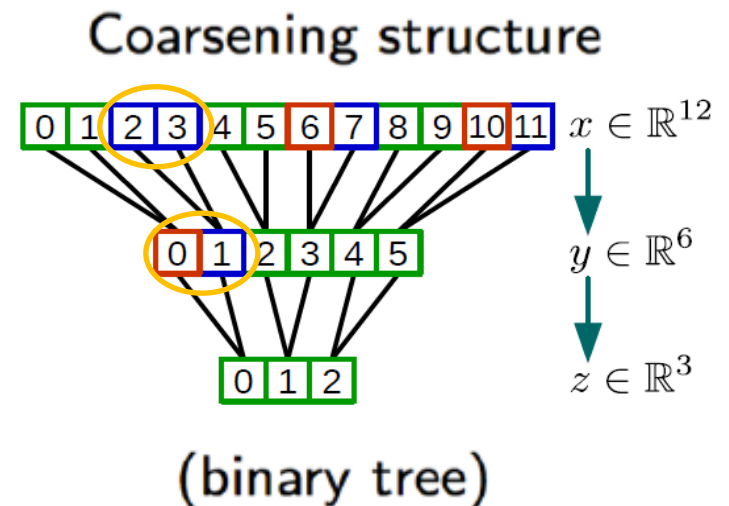 Coarsening structure
0 1 2 3 4 5 6 7 8 9 10 11 x ∈ ℝ¹²
0 1 2 3 4 5 y ∈ ℝ⁶
0 1 2 z ∈ ℝ³
(binary tree)